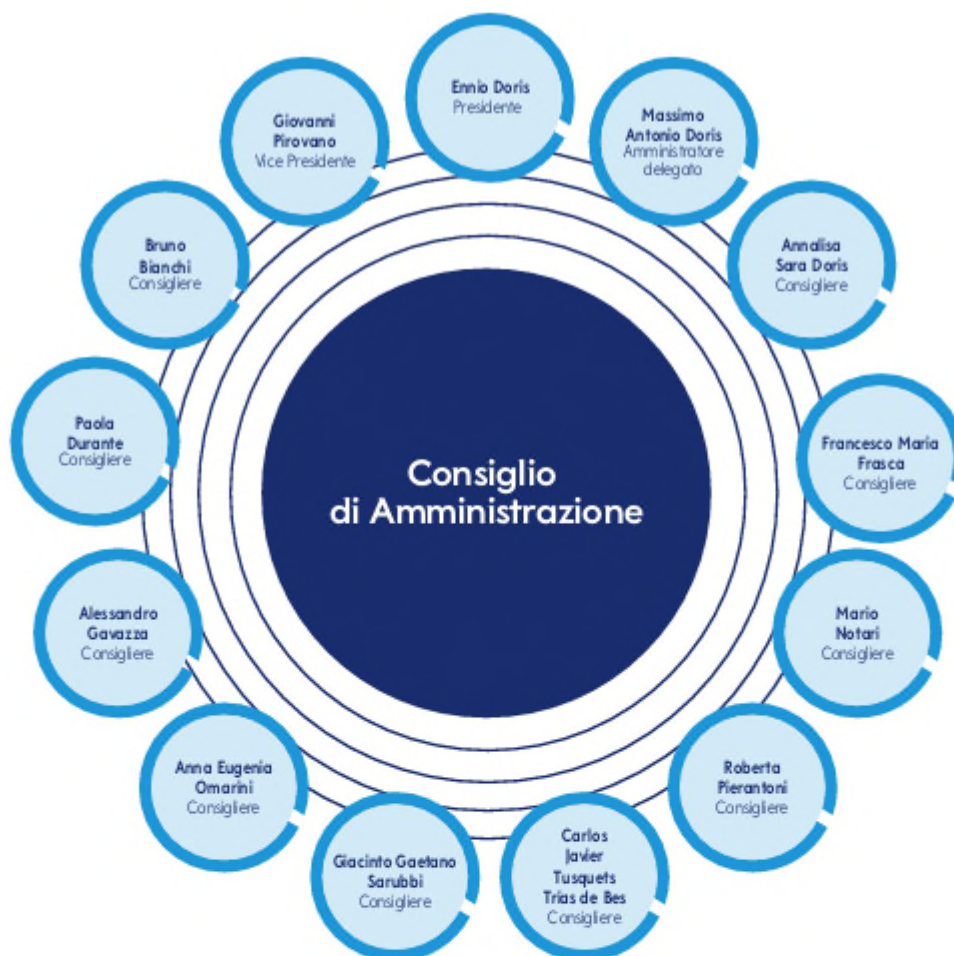 Ennio Doris
Presidente
Massimo
Antonio Doris
Amministratore
delegato
Annalisa
Sara Doris
Consigliere
Francesco Maria
Frasca
Consigliere
Mario
Notari
Consigliere
Roberta
Pierantoni
Consigliere
Carlos
Javier
Tusquets
Trias de Bes
Consigliere
Giacinto Gaetano
Sarubbi
Consigliere
Anna Eugenia
Omarini
Consigliere
Alessandro
Gavazza
Consigliere
Paola
Durante
Consigliere
Bruno
Bianchi
Consigliere
Giovanni
Pirovano
Vice Presidente
Consiglio
di Amministrazione